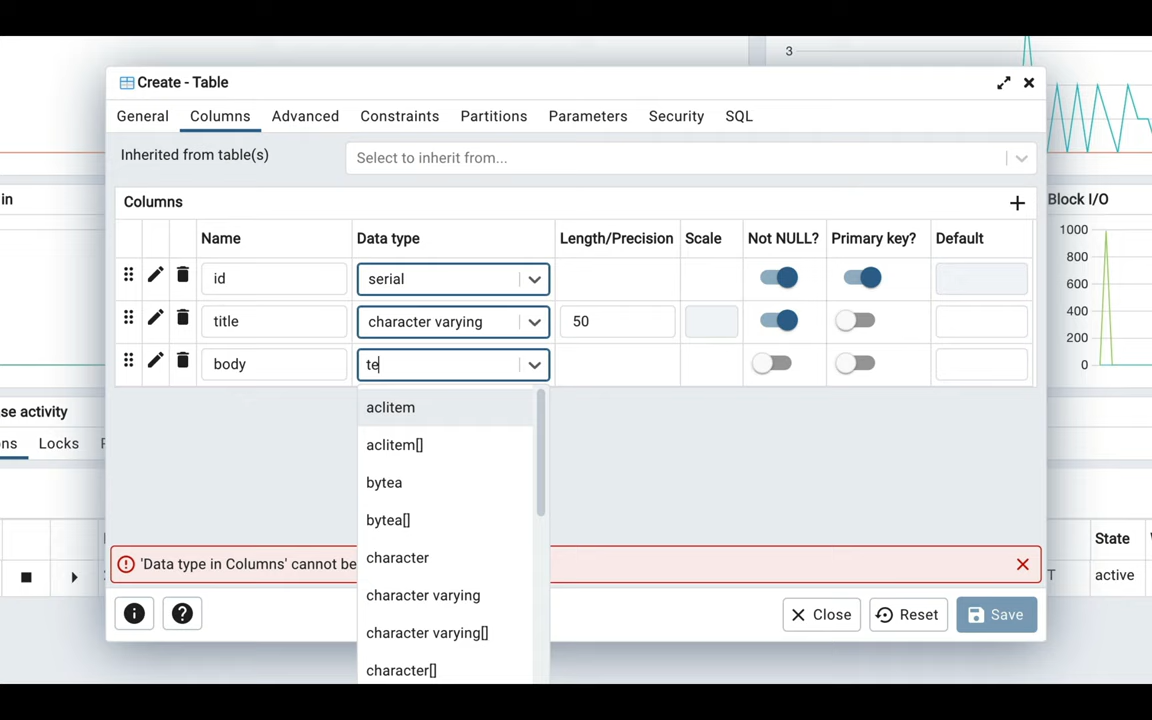 3
Create - Table
General Columns Advanced Constraints Partitions Parameters Security SQL
Inherited from table(s) Select to inherit from...
in
Columns
Block I/O
Name Data type Length/Precision Scale Not NULL? Primary key? Default
1000
800
600
400
200
0
id serial
title character varying 50
body te
aclitem
aclitem[]
bytea
bytea[]
character
character varying
character varying[]
character[]
se activity
ns Locks
State
'Data type in Columns' cannot be
T active
Close Reset Save